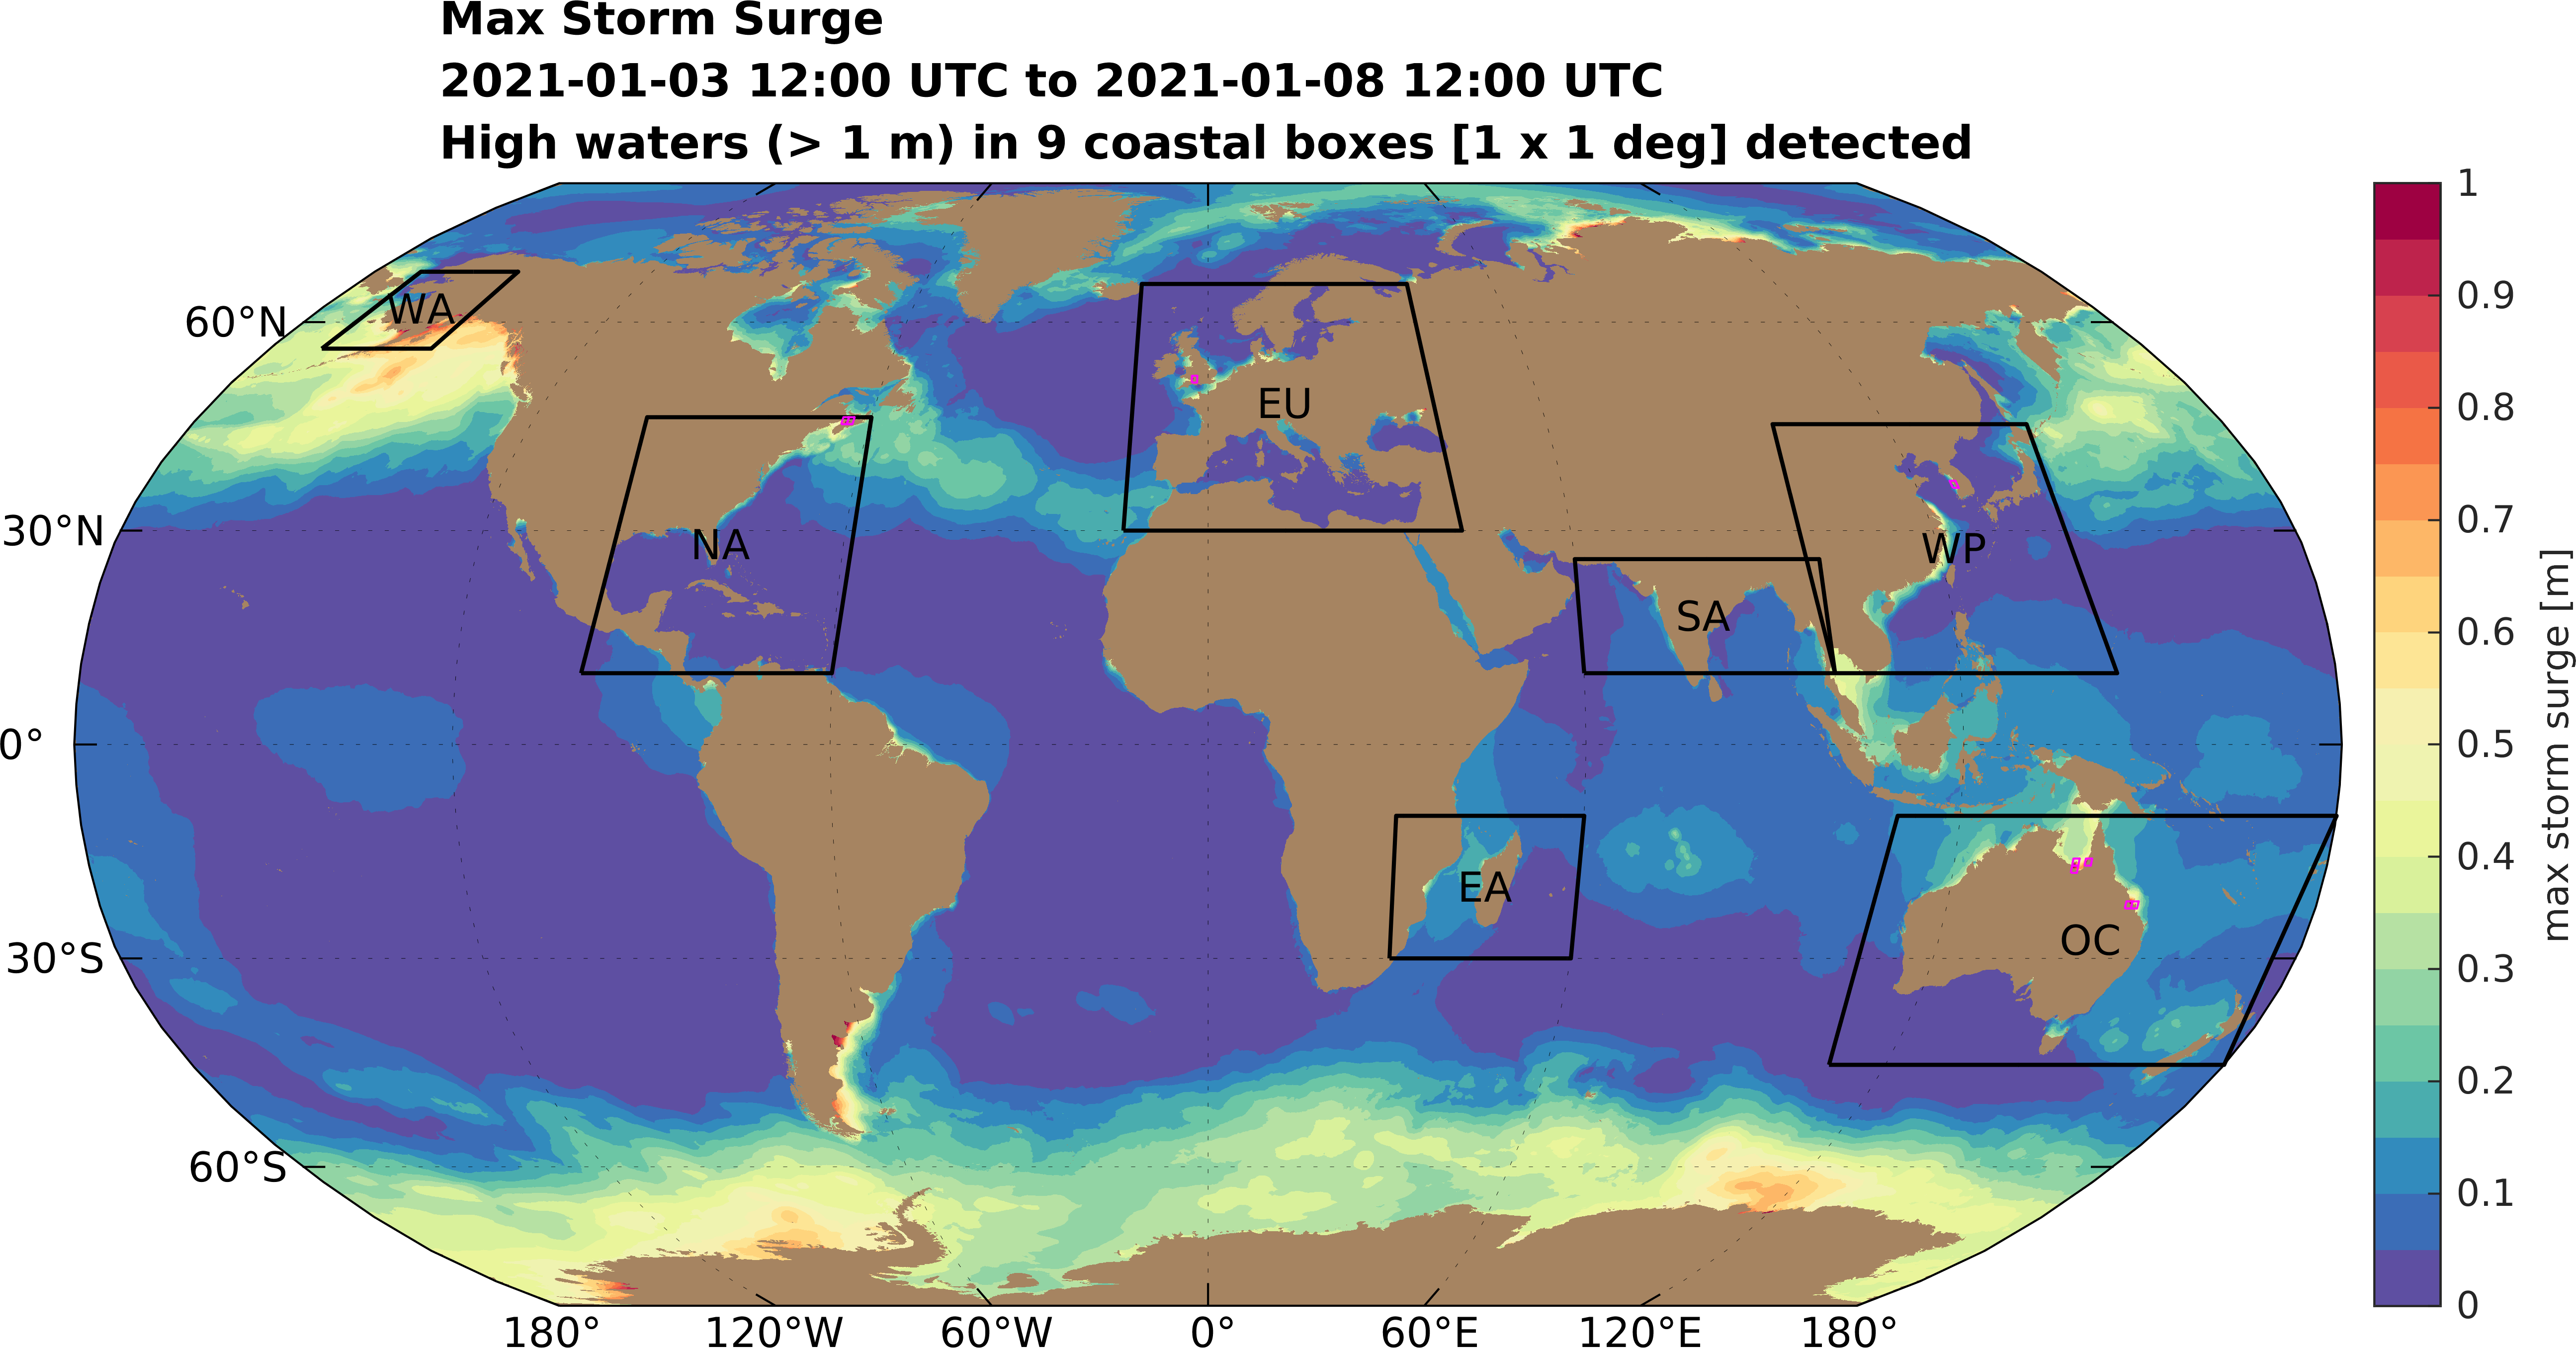 Max Storm Surge
2021-01-03 12:00 UTC to 2021-01-08 12:00 UTC
High waters (> 1 m) in 9 coastal boxes [1 x 1 deg] detected
60°N
30°N
0°
30°S
60°S
180°
120°W
60°W
0°
60°E
120°E
180°
WA
NA
EU
SA
WP
EA
OC
1
0.9
0.8
0.7
0.6
0.5
0.4
0.3
0.2
0.1
0
max storm surge [m]